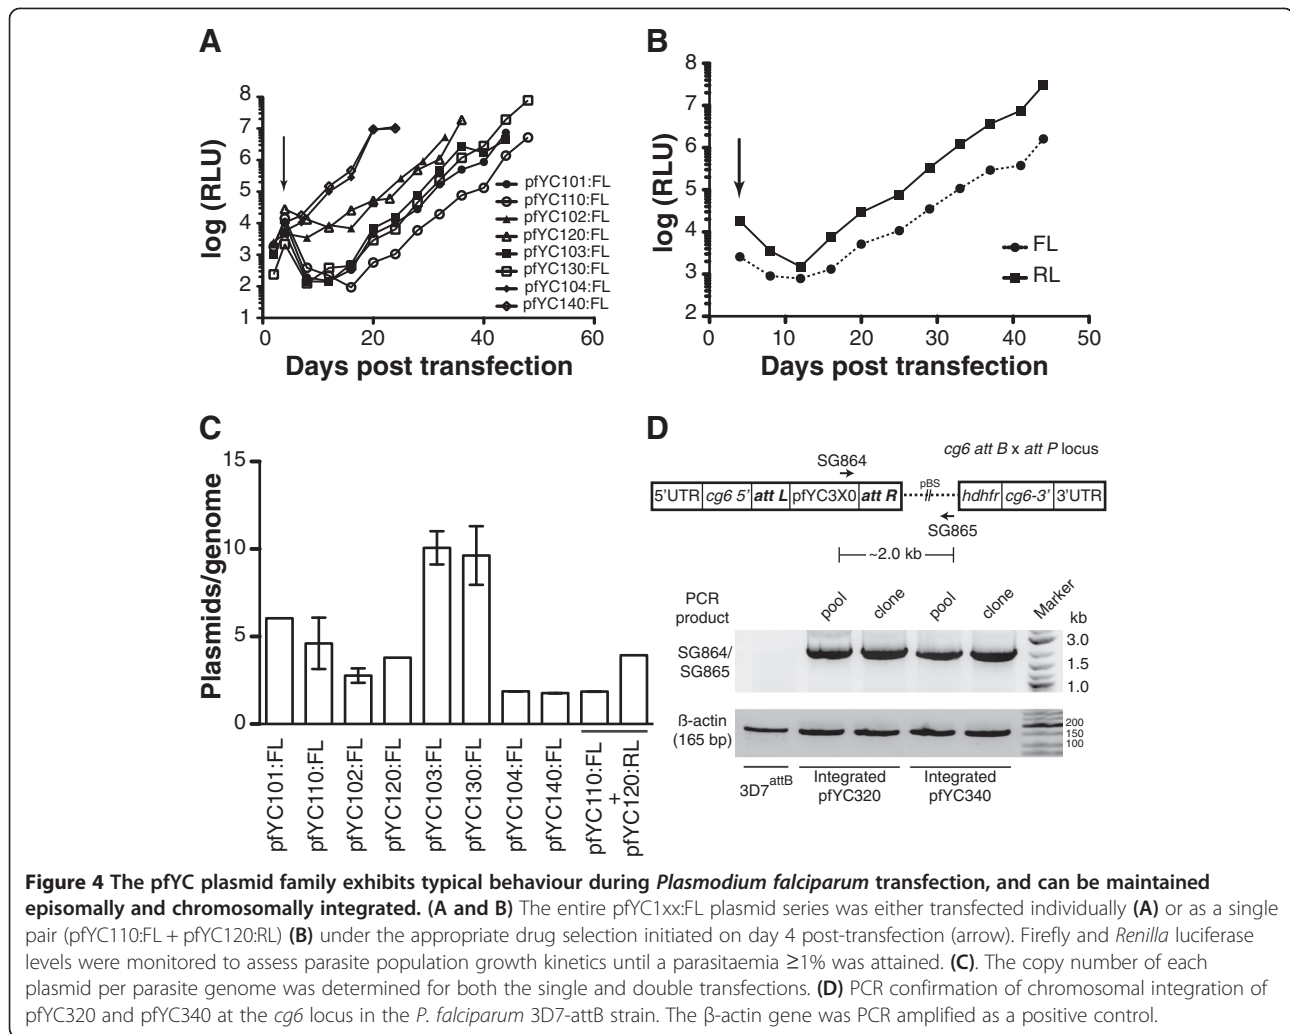 A
8
7
6
5
4
3
2
1
log (RLU)
0
20
40
60
Days post transfection
pfYC101:FL
pfYC110:FL
pfYC102:FL
pfYC120:FL
pfYC103:FL
pfYC130:FL
pfYC104:FL
pfYC140:FL
B
8
7
6
5
4
3
2
log (RLU)
0
10
20
30
40
50
Days post transfection
FL
RL
C
15
10
5
0
Plasmids/genome
pfYC101:FL
pfYC110:FL
pfYC102:FL
pfYC120:FL
pfYC103:FL
pfYC130:FL
pfYC104:FL
pfYC140:FL
pfYC110:FL
+
pfYC120:RL
D
cg6 att B x att P locus
SG864
pBS
5'UTR cg6 5' att L pfYC3X0 att R hdhfr cg6-3' 3'UTR
SG865
~2.0 kb
PCR
product
pool
clone
pool
clone
Marker
kb
SG864/
SG865
3.0
1.5
1.0
ß-actin
(165 bp)
200
150
100
3D7attB
Integrated
pfYC320
Integrated
pfYC340
Figure 4 The pfYC plasmid family exhibits typical behaviour during Plasmodium falciparum transfection, and can be maintained
episomally and chromosomally integrated. (A and B) The entire pfYC1xx:FL plasmid series was either transfected individually (A) or as a single
pair (pfYC110:FL + pfYC120:RL) (B) under the appropriate drug selection initiated on day 4 post-transfection (arrow). Firefly and Renilla luciferase
levels were monitored to assess parasite population growth kinetics until a parasitaemia ≥1% was attained. (C). The copy number of each
plasmid per parasite genome was determined for both the single and double transfections. (D) PCR confirmation of chromosomal integration of
pfYC320 and pfYC340 at the cg6 locus in the P. falciparum 3D7-attB strain. The β-actin gene was PCR amplified as a positive control.